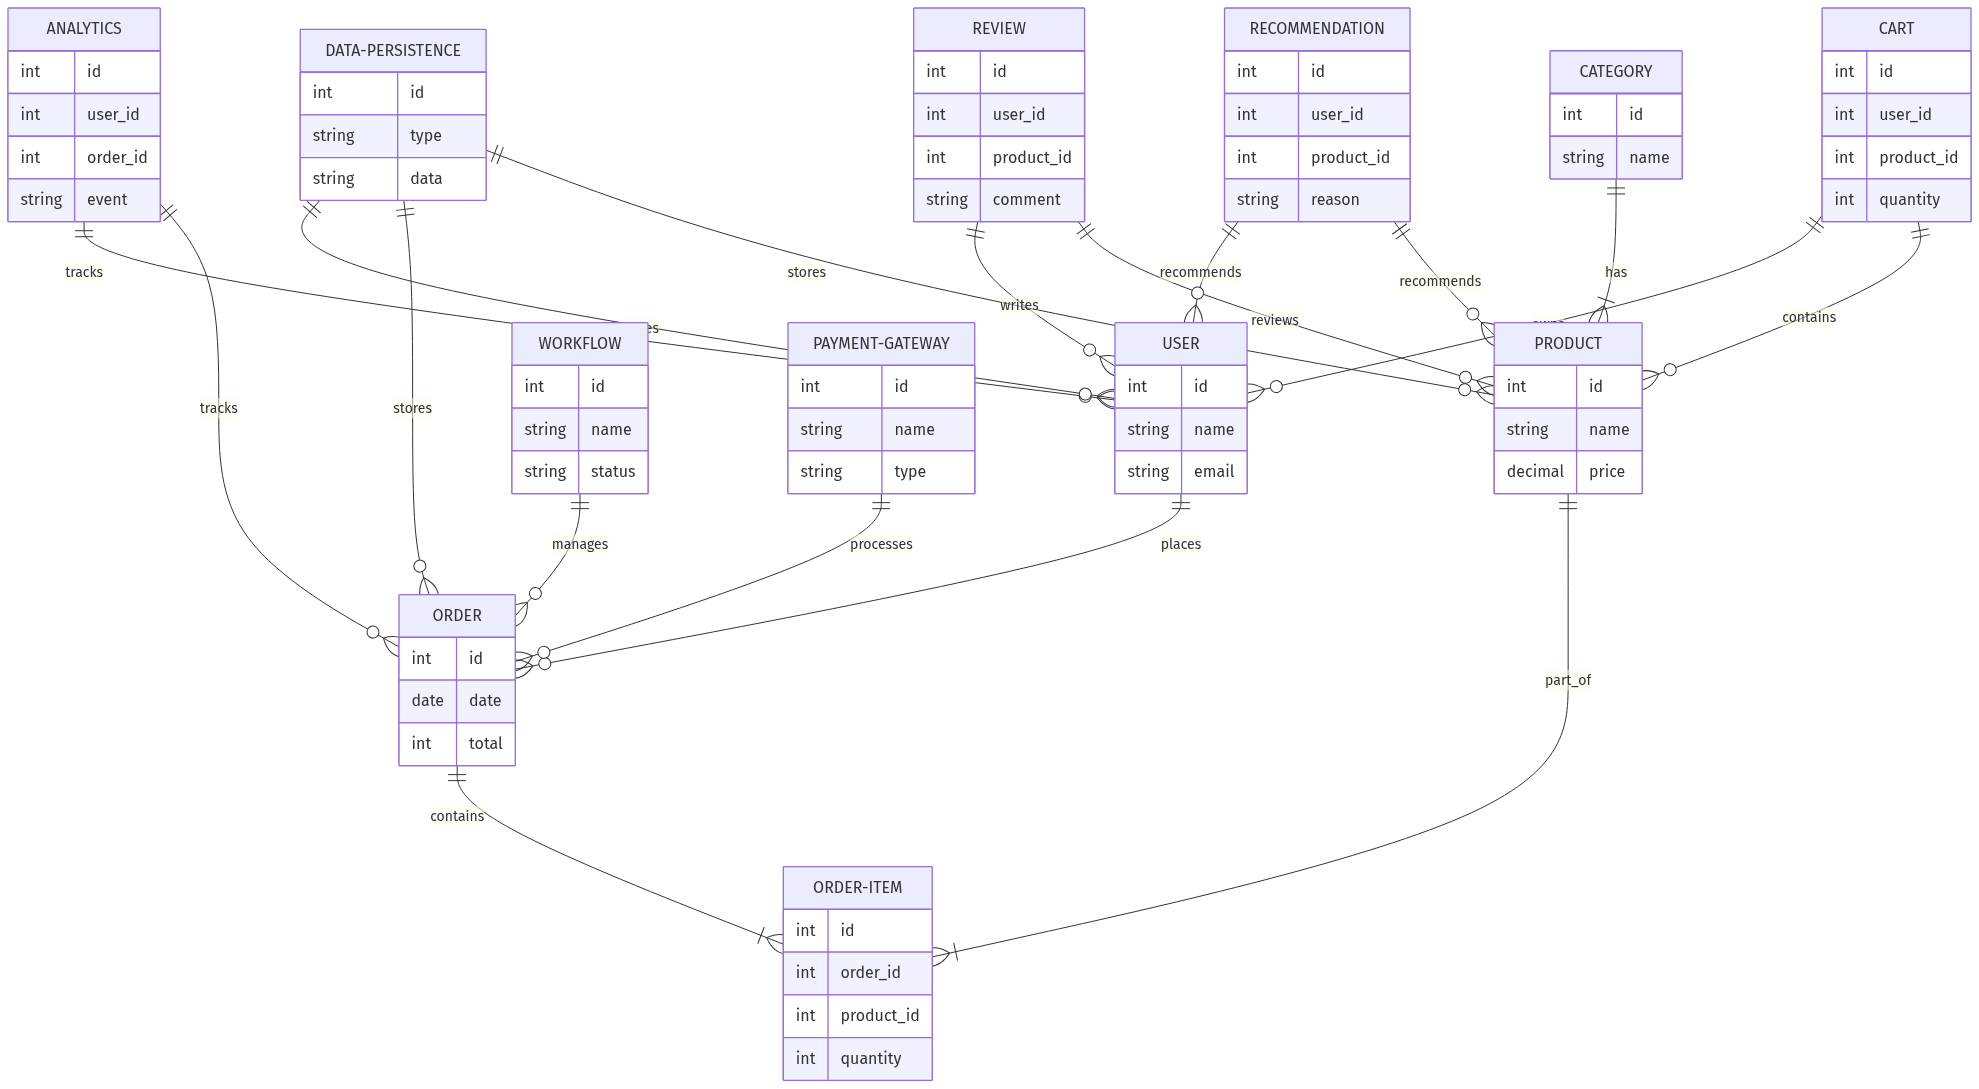 ANALYTICS
int id
int user_id
int order_id
string event
DATA-PERSISTENCE
int id
string type
string data
REVIEW
int id
int user_id
int product_id
string comment
RECOMMENDATION
int id
int user_id
int product_id
string reason
CATEGORY
int id
string name
CART
int id
int user_id
int product_id
int quantity
tracks
stores
recommends
recommends
has
writes
reviews
contains
WORKFLOW
int id
string name
string status
PAYMENT-GATEWAY
int id
string name
string type
USER
int id
string name
string email
PRODUCT
int id
string name
decimal price
tracks
stores
manages
processes
places
ORDER
int id
date date
int total
part_of
contains
ORDER-ITEM
int id
int order_id
int product_id
int quantity